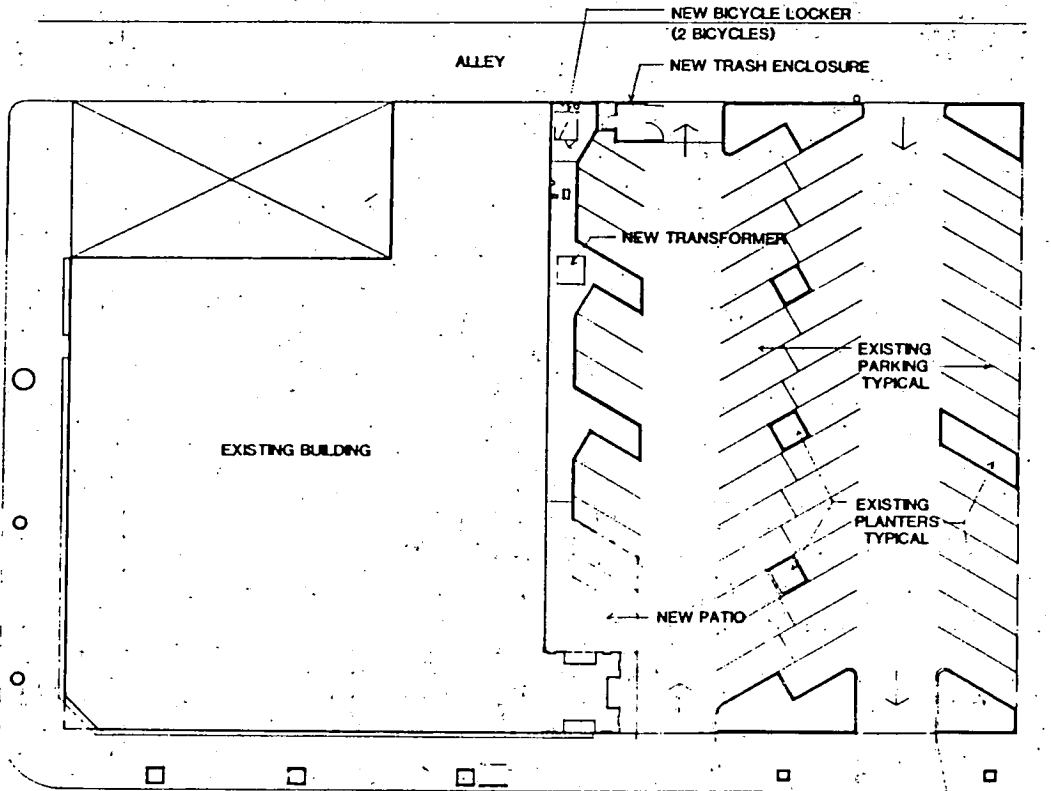 NEW BICYCLE LOCKER
(2 BICYCLES)
ALLEY
NEW TRASH ENCLOSURE
NEW TRANSFORMER
EXISTING
PARKING
TYPICAL
EXISTING BUILDING
EXISTING
PLANTERS
TYPICAL
NEW PATIO